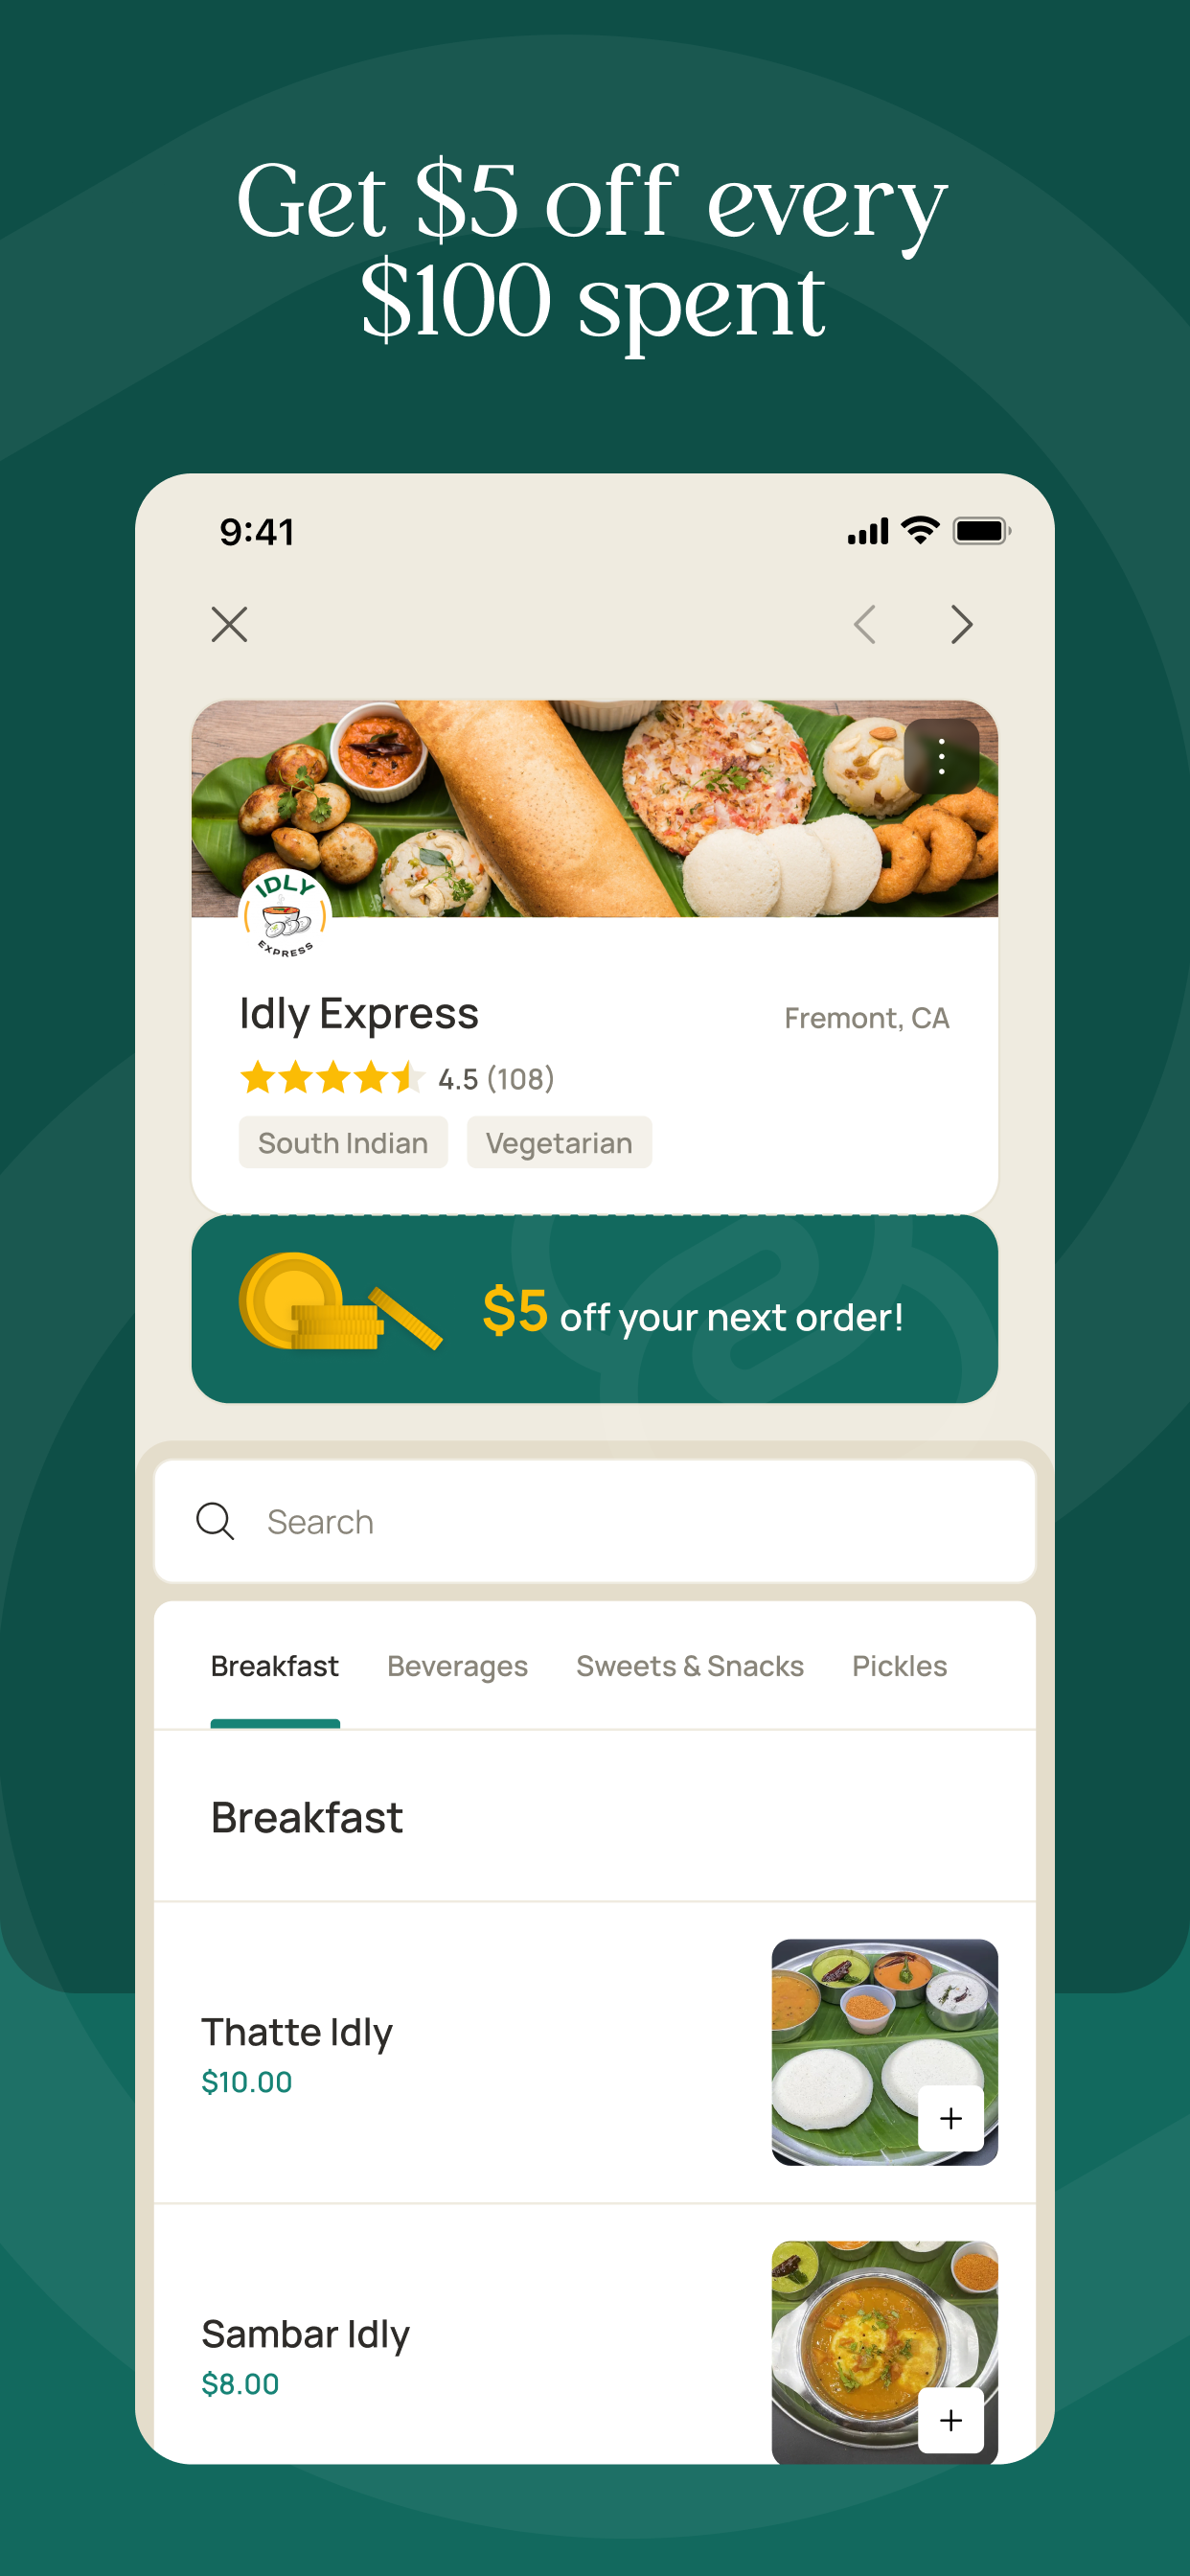 Get $5 off every
$100 spent
9:41
IDLY
EXPRESS
Idly Express
Fremont, CA
4.5 (108)
South Indian
Vegetarian
$5 off your next order!
Search
Breakfast
Beverages
Sweets & Snacks
Pickles
Breakfast
Thatte Idly
$10.00
+
Sambar Idly
$8.00
+